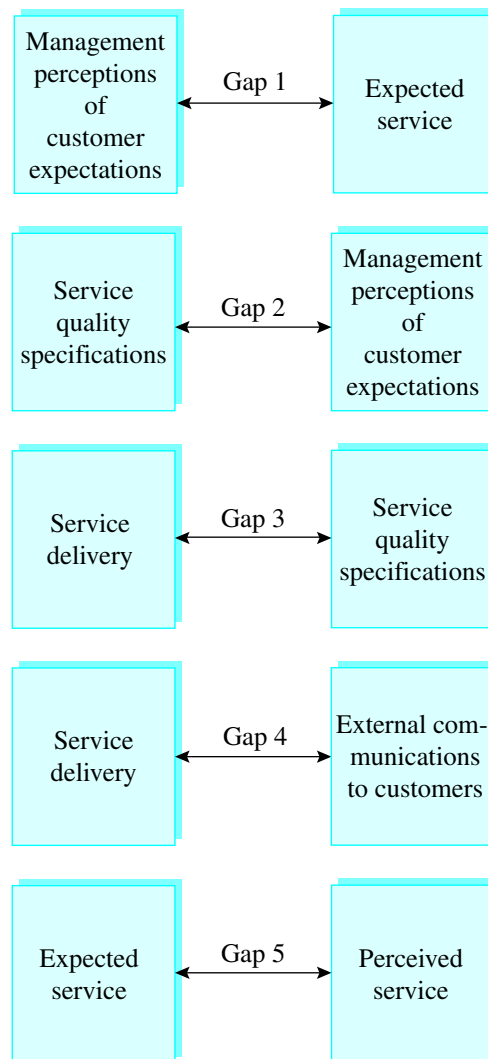 Management
perceptions
of
customer
expectations
Gap 1
Expected
service
Service
quality
specifications
Gap 2
Management
perceptions
of
customer
expectations
Service
delivery
Gap 3
Service
quality
specifications
Service
delivery
Gap 4
External com-
munications
to customers
Expected
service
Gap 5
Perceived
service